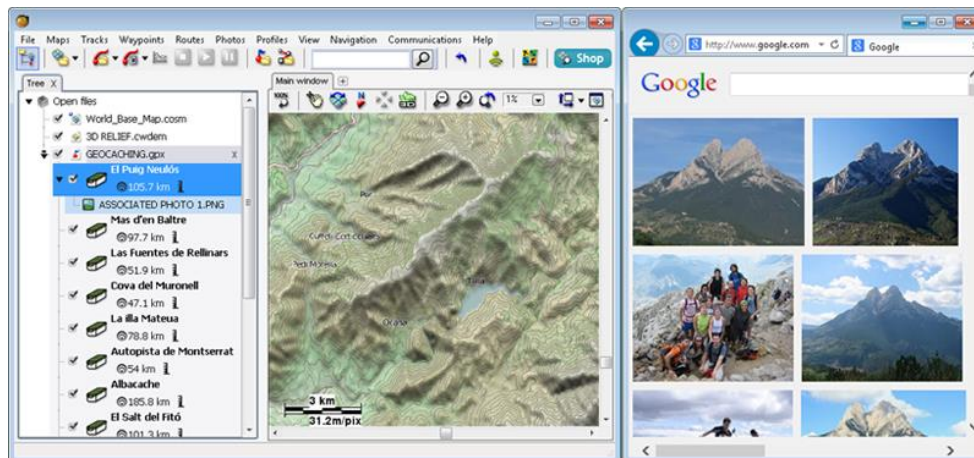 File Maps Tracks Waypoints Routes Photos Profiles View Navigation Communications Help
Shop
Tree X
Open files
World_Base_Map.cosm
3D RELIEF.cwdem
GEOCACHING.gpx x
El Puig Neulós
105.7 km
ASSOCIATED PHOTO 1.PNG
Mas d'en Baltre
97.7 km
Las Fuentes de Rellinars
51.9 km
Cova del Muronell
47.1 km
La illa Mateua
78.8 km
Autopista de Montserrat
54 km
Albacache
185.8 km
El Salt del Fitó
101.3 km
Main window
100%
1%
3 km
31.2m/pix
http://www.google.com
Google
Google